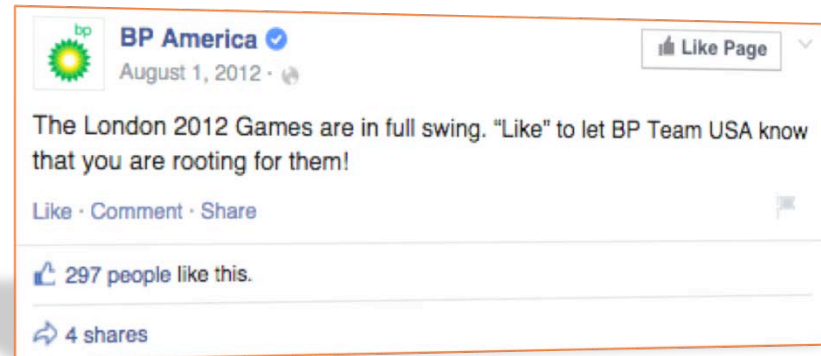 bp
BP America
August 1, 2012 ·
Like Page
The London 2012 Games are in full swing. “Like” to let BP Team USA know
that you are rooting for them!
Like · Comment · Share
297 people like this.
4 shares